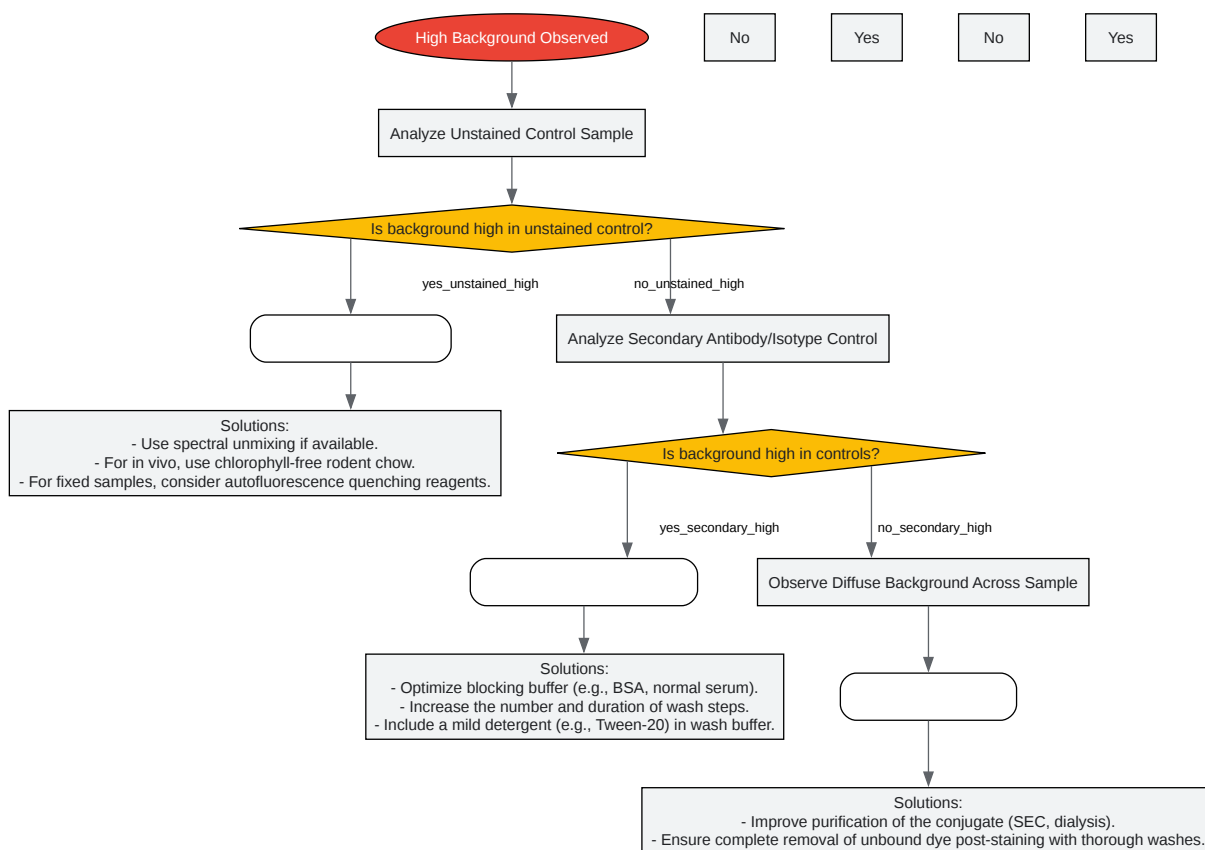 High Background Observed
No
Yes
No
Yes
Analyze Unstained Control Sample
Is background high in unstained control?
yes_unstained_high
no_unstained_high
Analyze Secondary Antibody/Isotype Control
Solutions:
- Use spectral unmixing if available.
- For in vivo, use chlorophyll-free rodent chow.
- For fixed samples, consider autofluorescence quenching reagents.
Is background high in controls?
yes_secondary_high
no_secondary_high
Observe Diffuse Background Across Sample
Solutions:
- Optimize blocking buffer (e.g., BSA, normal serum).
- Increase the number and duration of wash steps.
- Include a mild detergent (e.g., Tween-20) in wash buffer.
Solutions:
- Improve purification of the conjugate (SEC, dialysis).
- Ensure complete removal of unbound dye post-staining with thorough washes.